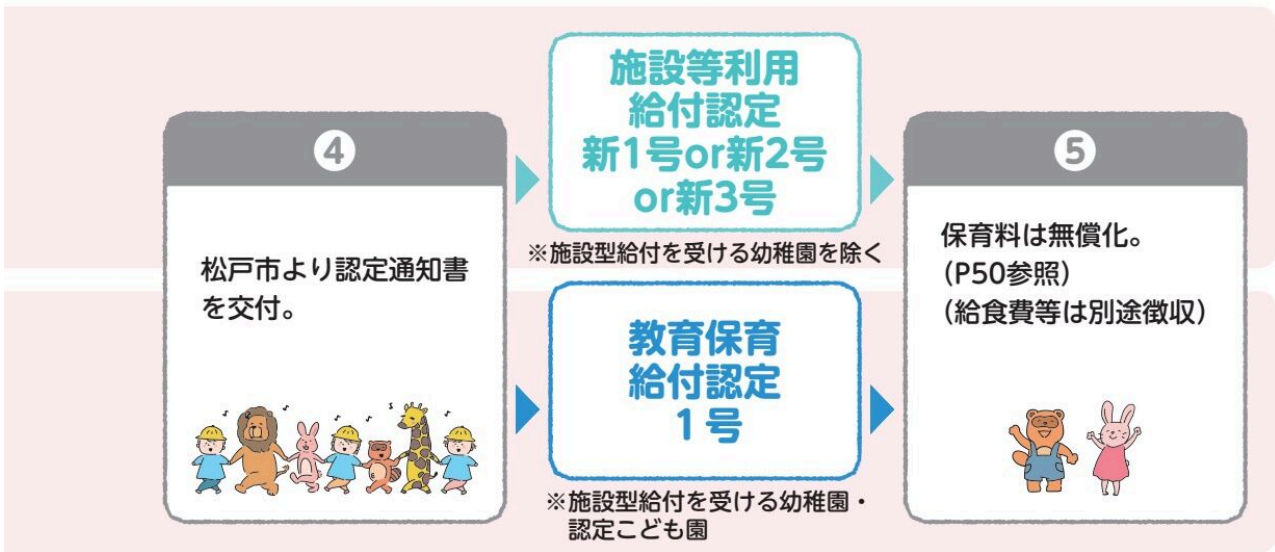 ④
松戸市より認定通知書
を交付。
施設等利用
給付認定
新1号or新2号
or新3号
※施設型給付を受ける幼稚園を除く
教育保育
給付認定
1号
※施設型給付を受ける幼稚園・
認定こども園
⑤
保育料は無償化。
(P50参照)
(給食費等は別途徴収)